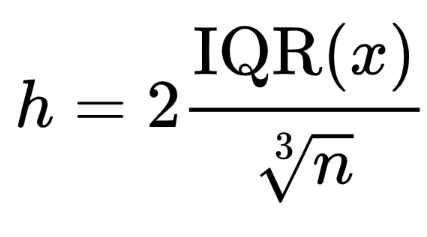 h = 2 IQR(x) / ∛n